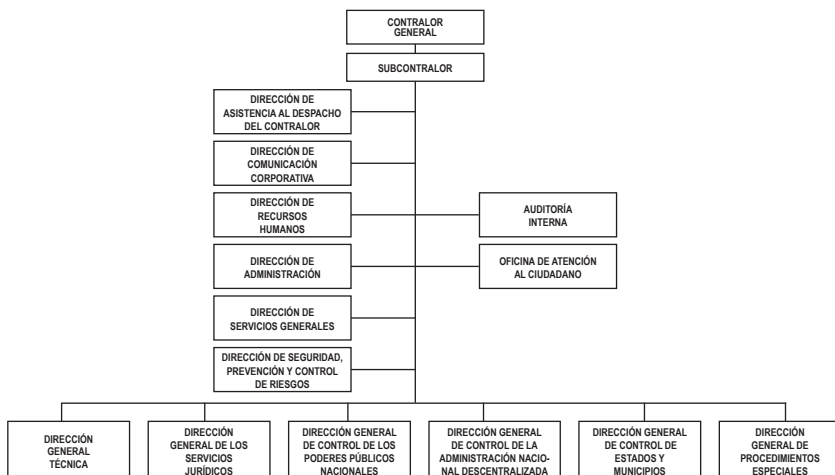 CONTRALOR
GENERAL
SUBCONTRALOR
DIRECCIÓN DE
ASISTENCIA AL DESPACHO
DEL CONTRALOR
DIRECCIÓN DE
COMUNICACIÓN
CORPORATIVA
DIRECCIÓN DE
RECURSOS
HUMANOS
AUDITORÍA
INTERNA
DIRECCIÓN DE
ADMINISTRACIÓN
OFICINA DE ATENCIÓN
AL CIUDADANO
DIRECCIÓN DE
SERVICIOS GENERALES
DIRECCIÓN DE SEGURIDAD,
PREVENCIÓN Y CONTROL
DE RIESGOS
DIRECCIÓN
GENERAL
TÉCNICA
DIRECCIÓN
GENERAL DE LOS
SERVICIOS
JURÍDICOS
DIRECCIÓN GENERAL
DE CONTROL DE LOS
PODERES PÚBLICOS
NACIONALES
DIRECCIÓN GENERAL
DE CONTROL DE LA
ADMINISTRACIÓN NACIO-
NAL DESCENTRALIZADA
DIRECCIÓN GENERAL
DE CONTROL DE
ESTADOS Y
MUNICIPIOS
DIRECCIÓN
GENERAL DE
PROCEDIMIENTOS
ESPECIALES